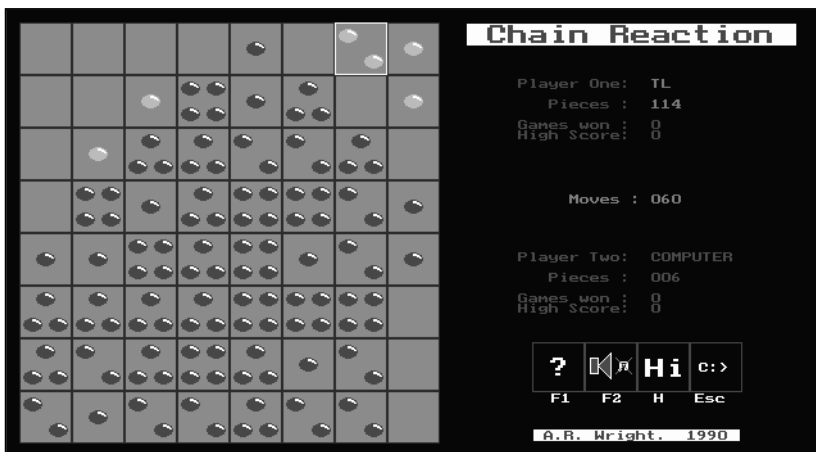 Chain Reaction
Player One: TL
Pieces : 114
Games won : 0
High Score: 0
Moves : 060
Player Two: COMPUTER
Pieces : 006
Games won : 0
High Score: 0
? Hi C:>
F1 F2 H Esc
A.R. Wright. 1990